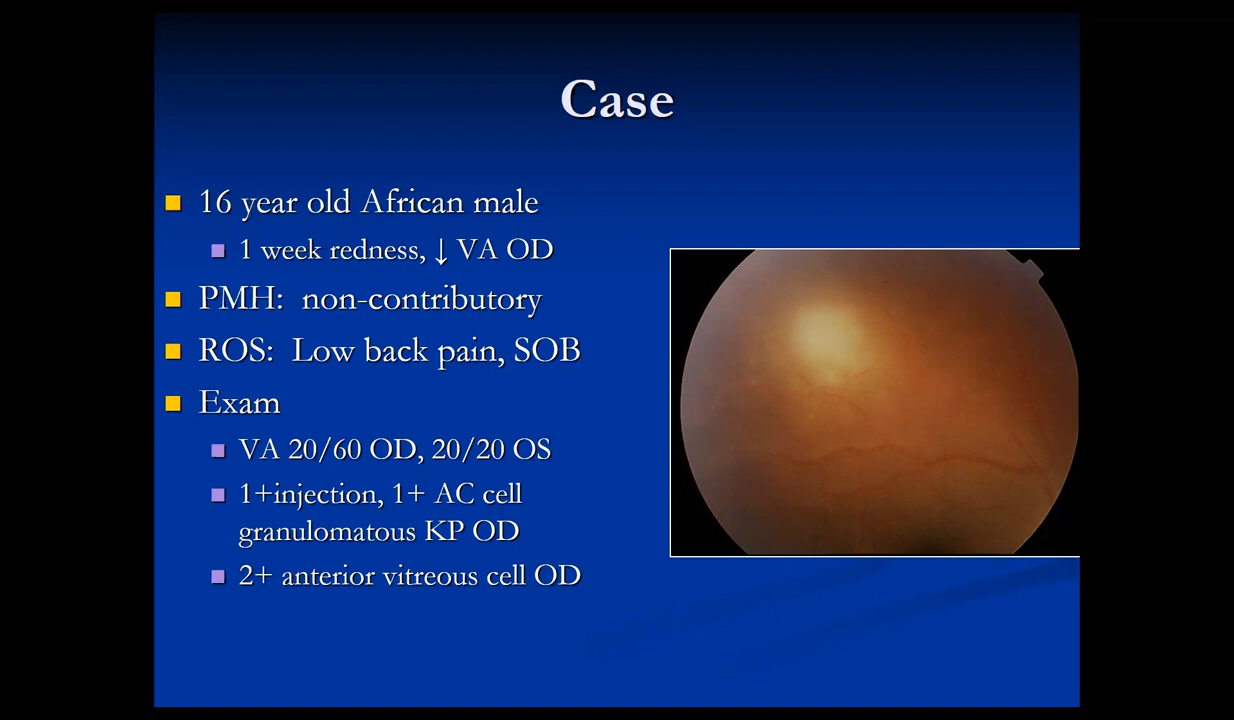 Case
16 year old African male
1 week redness, ↓ VA OD
PMH:  non-contributory
ROS:  Low back pain, SOB
Exam
VA 20/60 OD, 20/20 OS
1+injection, 1+ AC cell
granulomatous KP OD
2+ anterior vitreous cell OD